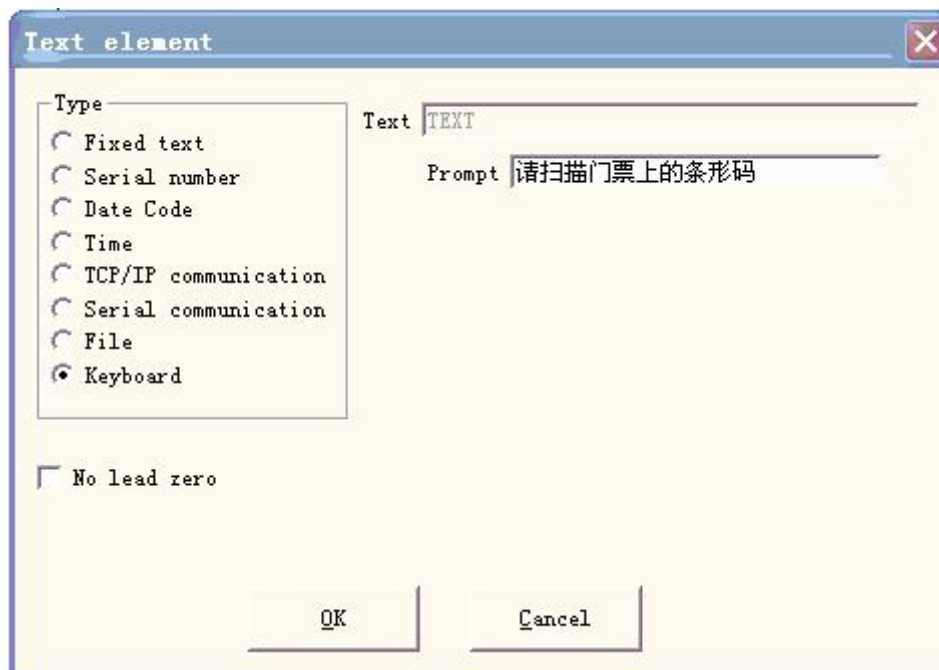 Text element
Type
Fixed text
Serial number
Date Code
Time
TCP/IP communication
Serial communication
File
Keyboard
Text TEXT
Prompt 请扫描门票上的条形码
No lead zero
OK
Cancel